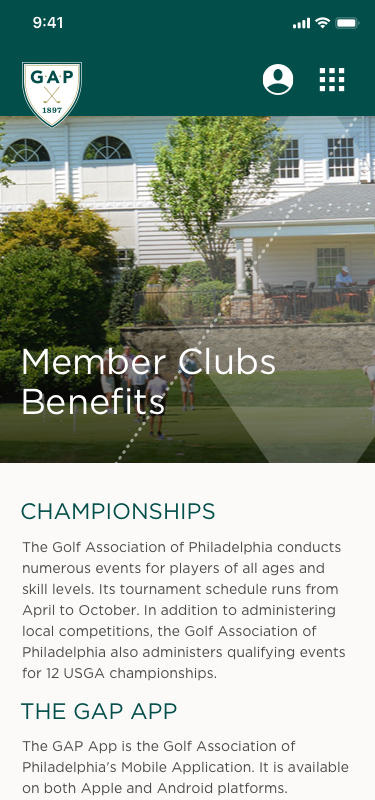 9:41
GAP
1897
Member Clubs
Benefits
CHAMPIONSHIPS
The Golf Association of Philadelphia conducts
numerous events for players of all ages and
skill levels. Its tournament schedule runs from
April to October. In addition to administering
local competitions, the Golf Association of
Philadelphia also administers qualifying events
for 12 USGA championships.
THE GAP APP
The GAP App is the Golf Association of
Philadelphia's Mobile Application. It is available
on both Apple and Android platforms.